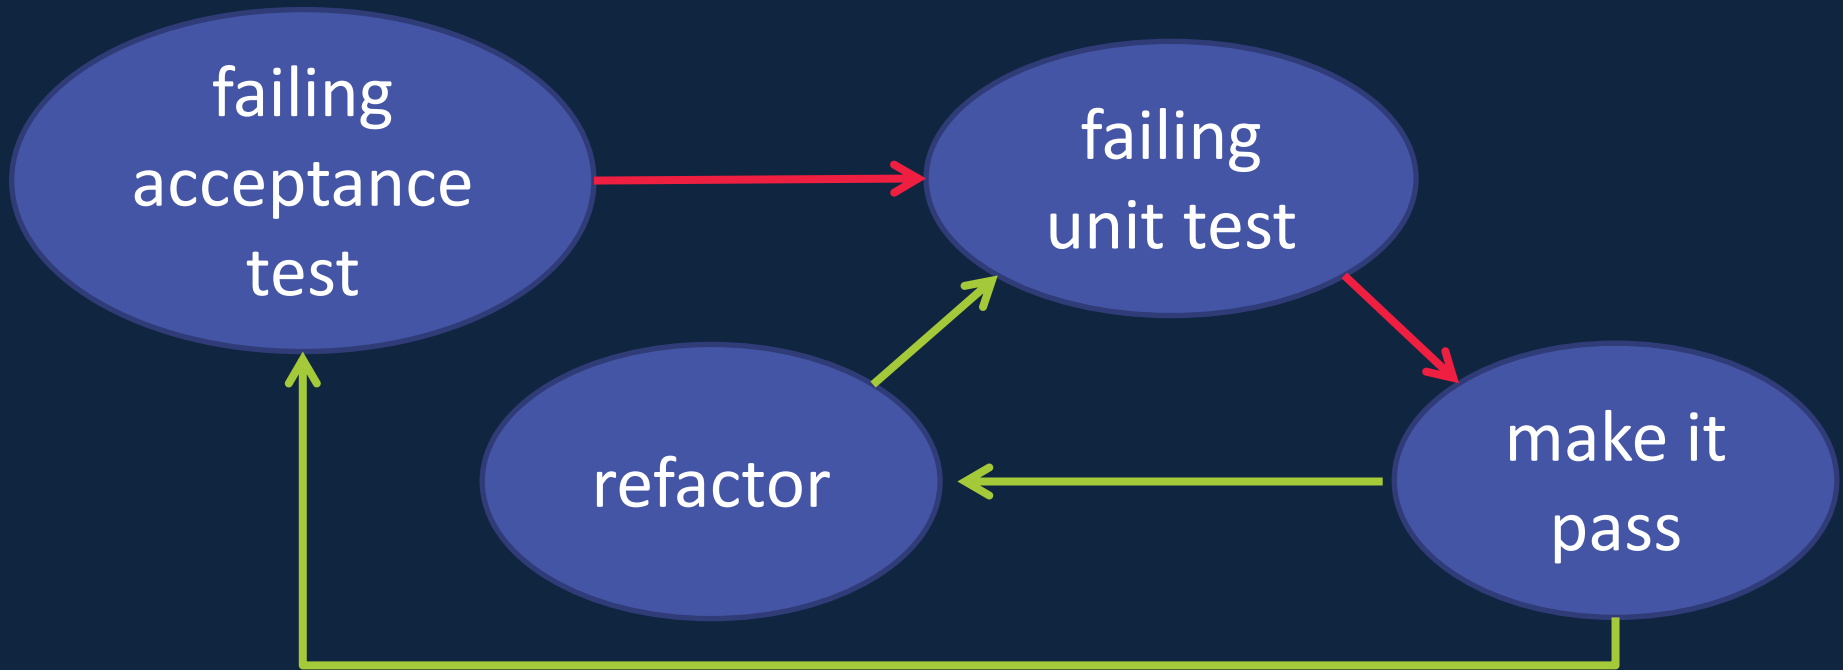 failing
acceptance
test
failing
unit test
refactor
make it
pass